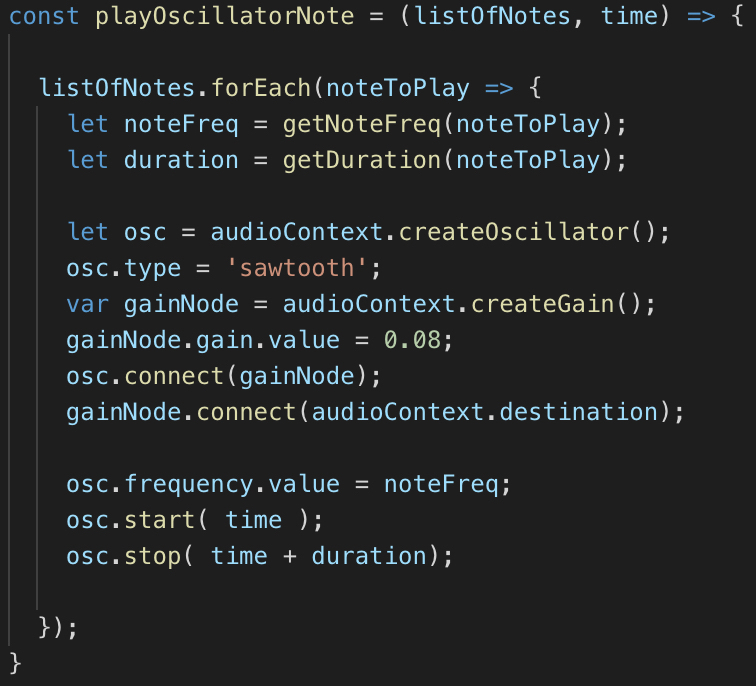 const playOscillatorNote = (listOfNotes, time) => {
listOfNotes.forEach(noteToPlay => {
let noteFreq = getNoteFreq(noteToPlay);
let duration = getDuration(noteToPlay);
let osc = audioContext.createOscillator();
osc.type = 'sawtooth';
var gainNode = audioContext.createGain();
gainNode.gain.value = 0.08;
osc.connect(gainNode);
gainNode.connect(audioContext.destination);
osc.frequency.value = noteFreq;
osc.start( time );
osc.stop( time + duration);
});
}